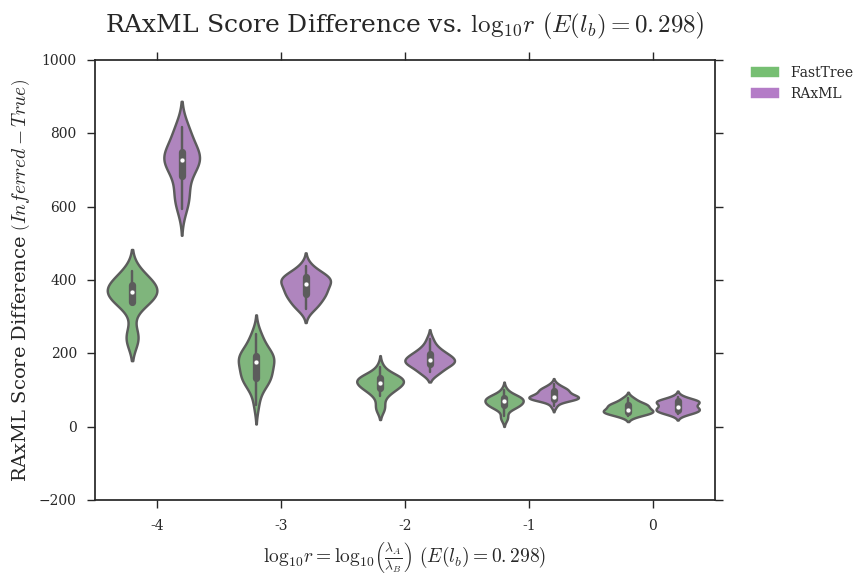 RAxML Score Difference vs. log₁₀r (E(l_b) = 0.298)
FastTree
RAxML
RAxML Score Difference (Inferred − True)
1000
800
600
400
200
0
−200
-4
-3
-2
-1
0
log₁₀r = log₁₀(λ_A/λ_B) (E(l_b) = 0.298)